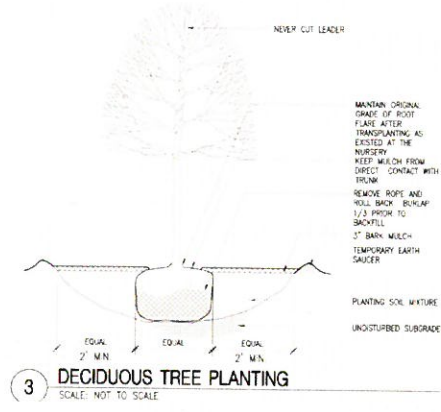 NEVER CUT LEADER
MAINTAIN ORIGINAL
GRADE OF ROOT
FLARE AFTER
TRANSPLANTING AS
EXISTED AT THE
NURSERY
KEEP MULCH FROM
DIRECT CONTACT WITH
TRUNK
REMOVE ROPE AND
ROLL BACK BURLAP
1/3 PRIOR TO
BACKFILL
3" BARK MULCH
TEMPORARY EARTH
SAUCER
PLANTING SOIL MIXTURE
UNDISTURBED SUBGRADE
EQUAL EQUAL EQUAL
2' MIN 2' MIN
3 DECIDUOUS TREE PLANTING
SCALE: NOT TO SCALE